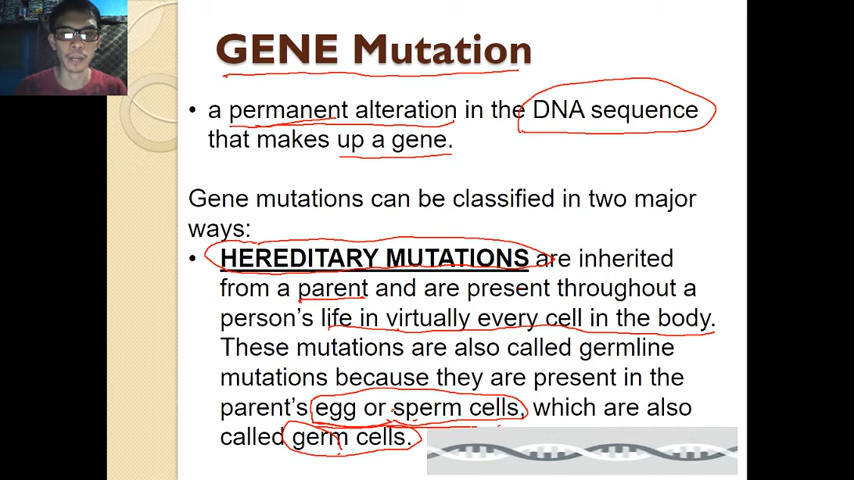 GENE Mutation
• a permanent alteration in the DNA sequence
that makes up a gene.
Gene mutations can be classified in two major
ways:
• HEREDITARY MUTATIONS are inherited
from a parent and are present throughout a
person's life in virtually every cell in the body.
These mutations are also called germline
mutations because they are present in the
parent's egg or sperm cells, which are also
called germ cells.